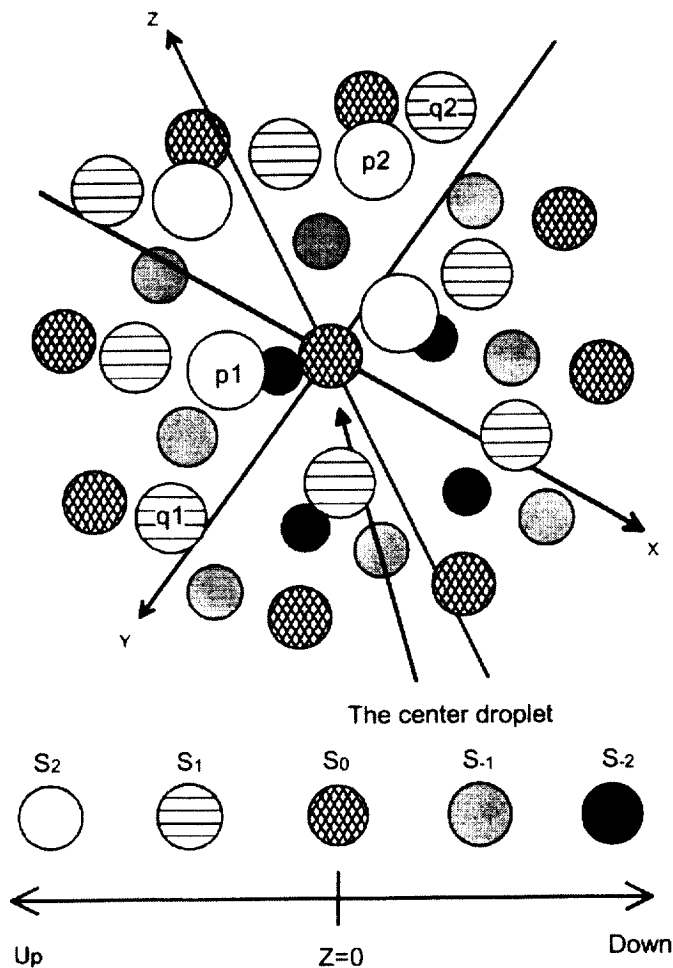 Z
q2
p2
p1
q1
X
Y
The center droplet
S₂ S₁ S₀ S₋₁ S₋₂
Up Z=0 Down